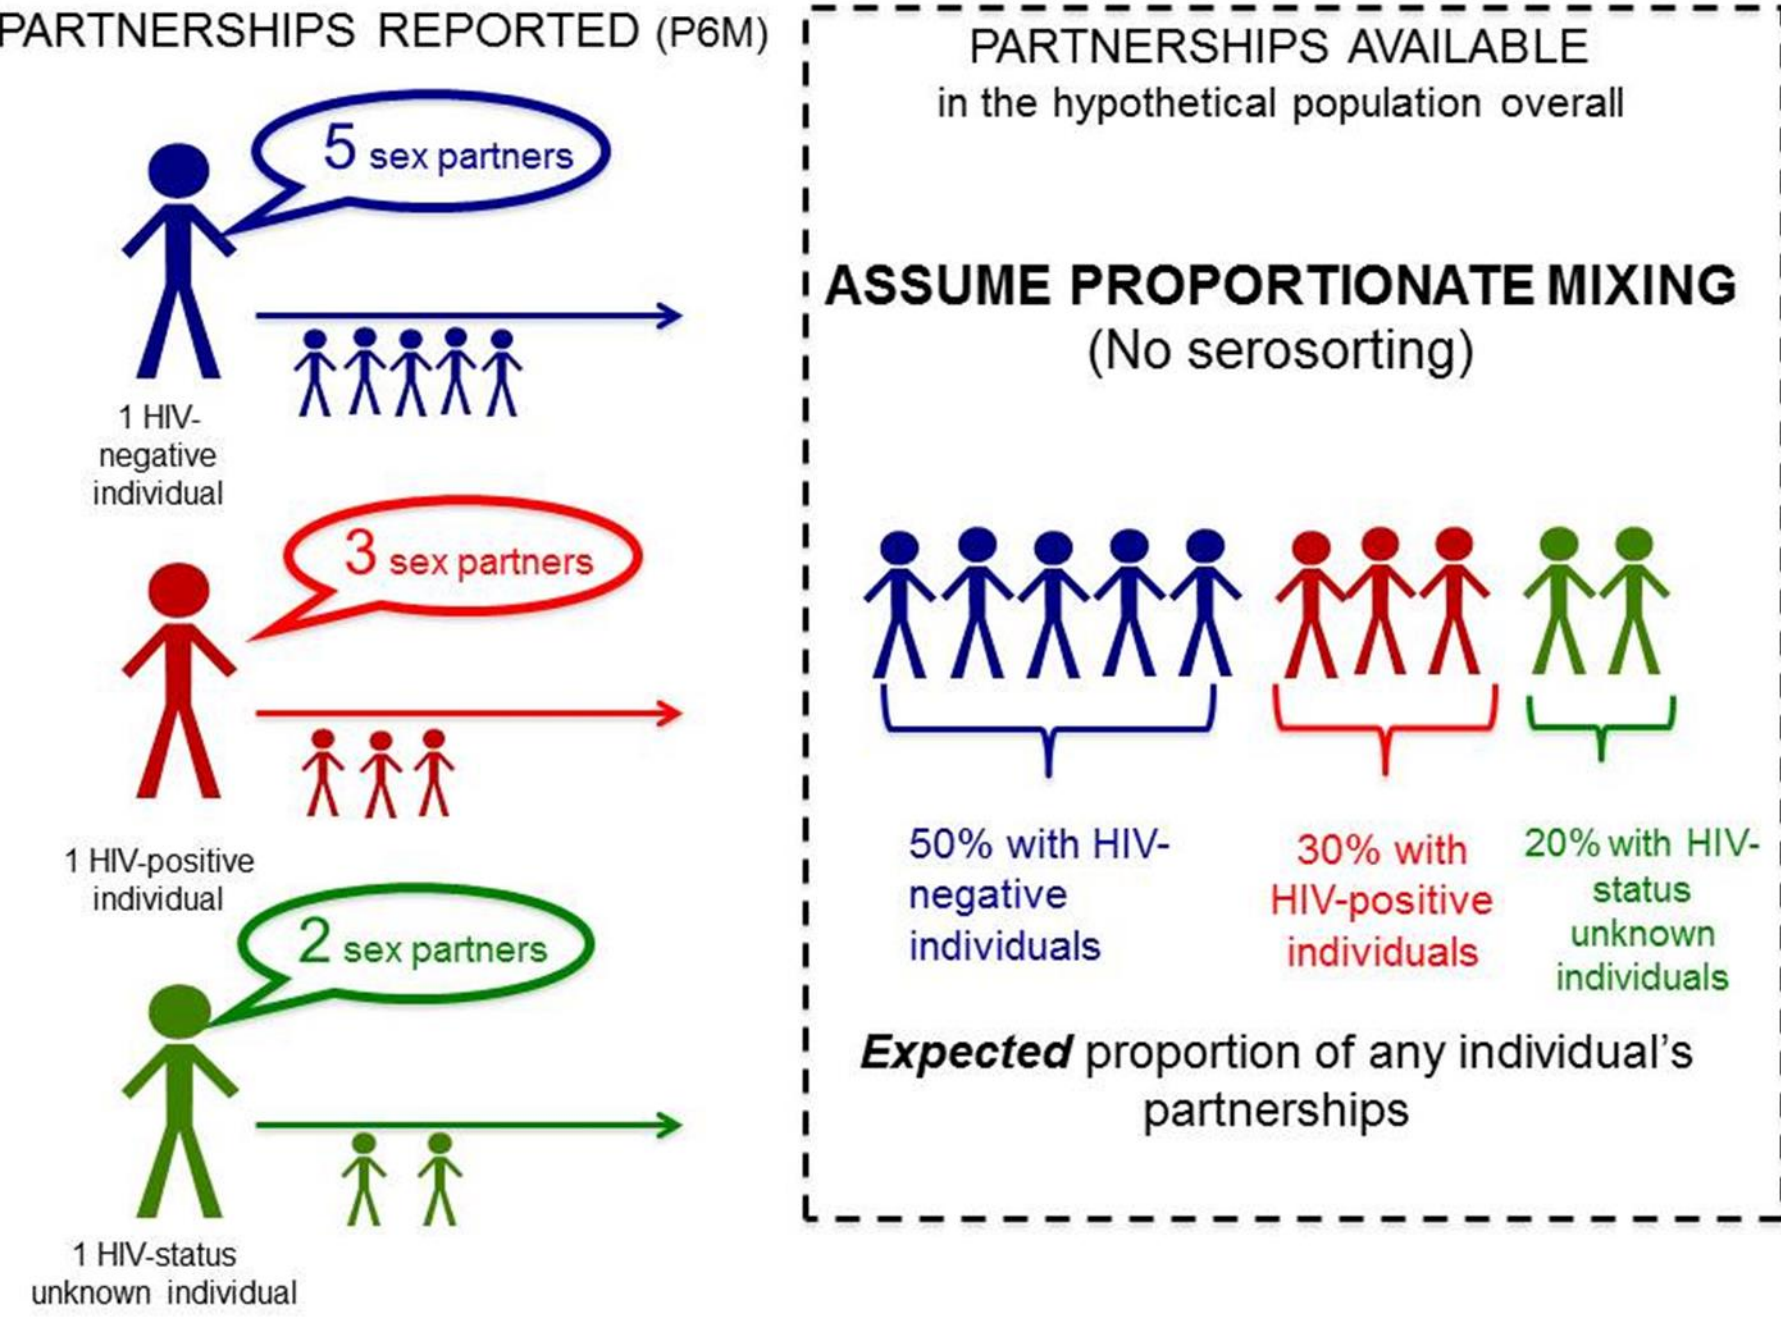 PARTNERSHIPS REPORTED (P6M)
5 sex partners
1 HIV-
negative
individual
3 sex partners
1 HIV-positive
individual
2 sex partners
1 HIV-status
unknown individual
PARTNERSHIPS AVAILABLE
in the hypothetical population overall
ASSUME PROPORTIONATE MIXING
(No serosorting)
50% with HIV-
negative
individuals
30% with
HIV-positive
individuals
20% with HIV-
status
unknown
individuals
Expected proportion of any individual's
partnerships